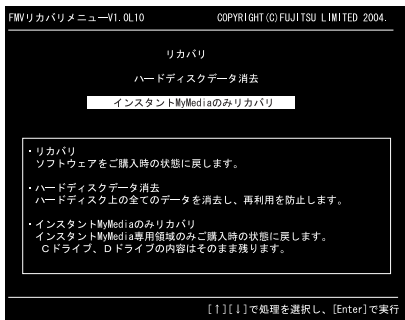 FMVリカバリメニューV1.0L10 COPYRIGHT(C)FUJITSU LIMITED 2004.
リカバリ
ハードディスクデータ消去
インスタントMyMediaのみリカバリ
・リカバリ
ソフトウェアをご購入時の状態に戻します。
・ハードディスクデータ消去
ハードディスク上の全てのデータを消去し、再利用を防止します。
・インスタントMyMediaのみリカバリ
インスタントMyMedia専用領域のみご購入時の状態に戻します。
Cドライブ、Dドライブの内容はそのまま残ります。
[↑][↓]で処理を選択し、[Enter]で実行